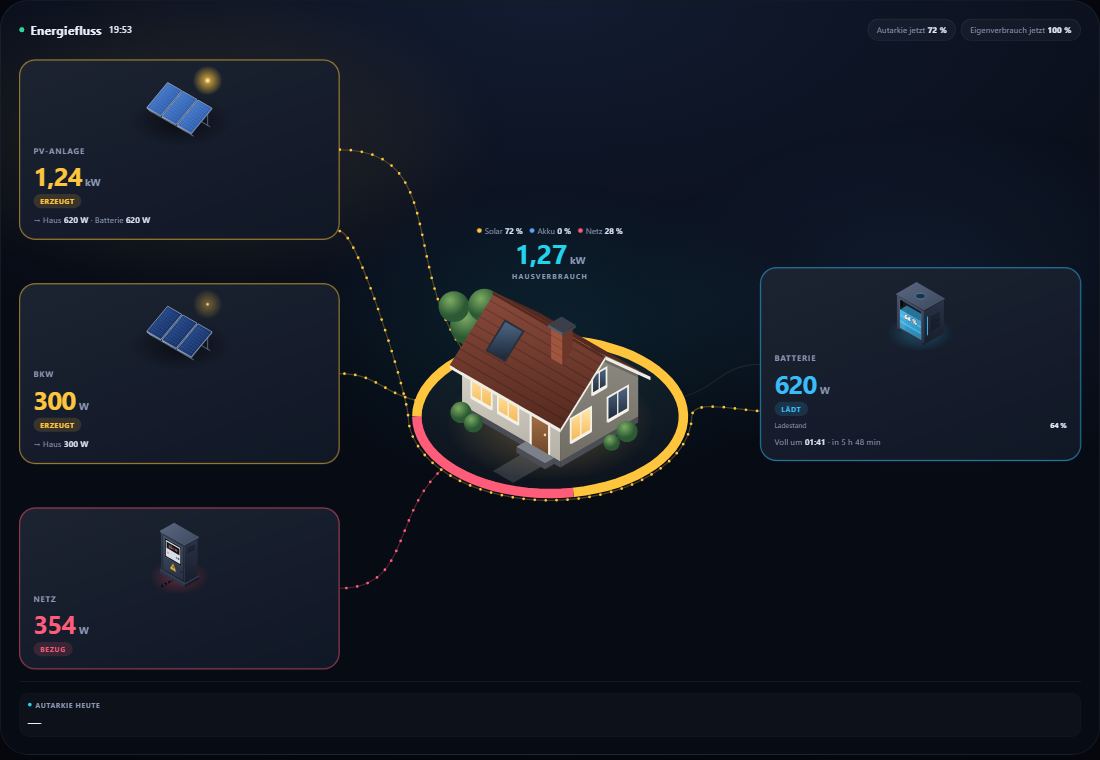 Energiefluss 19:53
Autarkie jetzt 72 %
Eigenverbrauch jetzt 100 %
PV-ANLAGE
1,24 kW
ERZEUGT
→ Haus 620 W · Batterie 620 W
BKW
300 W
ERZEUGT
→ Haus 300 W
NETZ
354 W
BEZUG
Solar 72 % Akku 0 % Netz 28 %
1,27 kW
HAUSVERBRAUCH
64 %
BATTERIE
620 W
LÄDT
Ladestand 64 %
Voll um 01:41 · in 5 h 48 min
AUTARKIE HEUTE
—